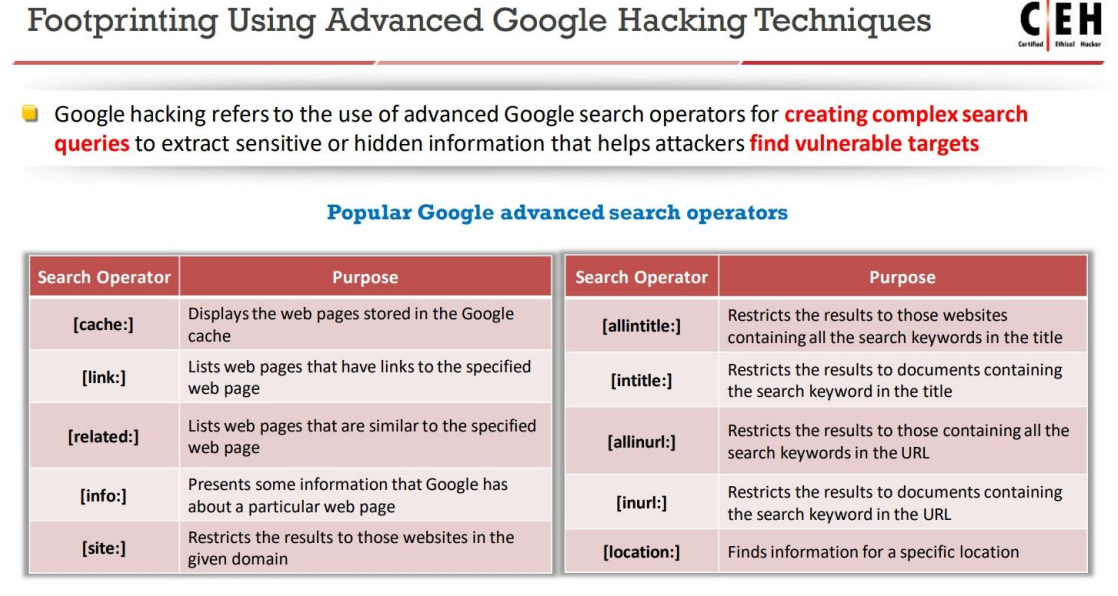 Footprinting Using Advanced Google Hacking Techniques
C|EH
Certified Ethical Hacker
Google hacking refers to the use of advanced Google search operators for creating complex search
queries to extract sensitive or hidden information that helps attackers find vulnerable targets
Popular Google advanced search operators
Search Operator Purpose
[cache:] Displays the web pages stored in the Google
cache
[link:] Lists web pages that have links to the specified
web page
[related:] Lists web pages that are similar to the specified
web page
[info:] Presents some information that Google has
about a particular web page
[site:] Restricts the results to those websites in the
given domain
Search Operator Purpose
[allintitle:] Restricts the results to those websites
containing all the search keywords in the title
[intitle:] Restricts the results to documents containing
the search keyword in the title
[allinurl:] Restricts the results to those containing all the
search keywords in the URL
[inurl:] Restricts the results to documents containing
the search keyword in the URL
[location:] Finds information for a specific location